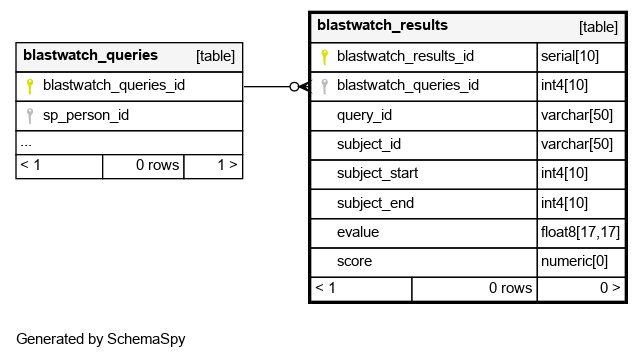 blastwatch_queries [table]
blastwatch_queries_id
sp_person_id
...
< 1 0 rows 1 >
blastwatch_results [table]
blastwatch_results_id serial[10]
blastwatch_queries_id int4[10]
query_id varchar[50]
subject_id varchar[50]
subject_start int4[10]
subject_end int4[10]
evalue float8[17,17]
score numeric[0]
< 1 0 rows 0 >
Generated by SchemaSpy